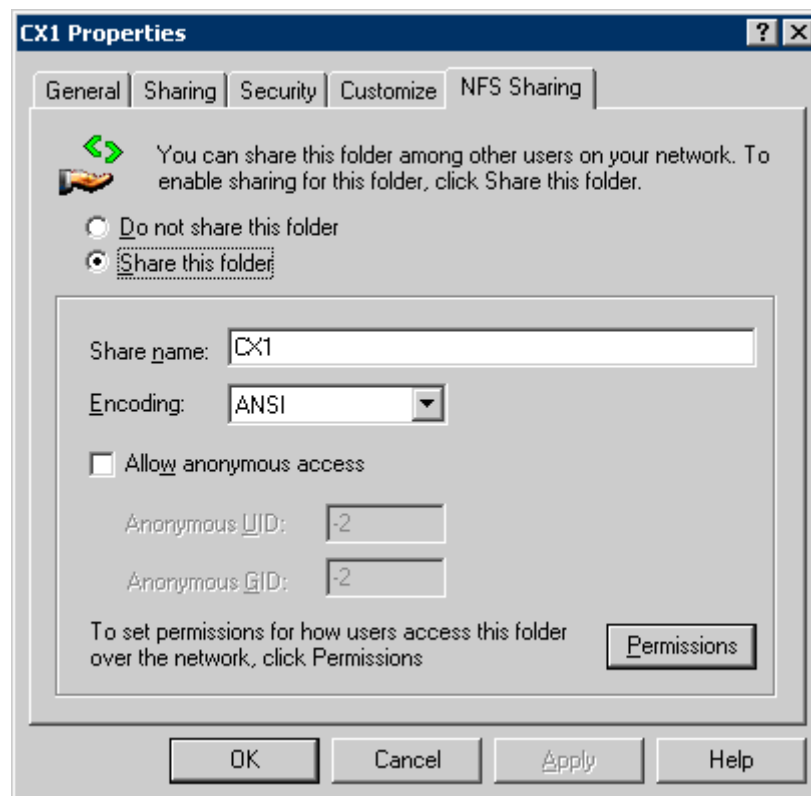 CX1 Properties
General Sharing Security Customize NFS Sharing
You can share this folder among other users on your network. To
enable sharing for this folder, click Share this folder.
Do not share this folder
Share this folder
Share name: CX1
Encoding: ANSI
Allow anonymous access
Anonymous UID: -2
Anonymous GID: -2
To set permissions for how users access this folder
over the network, click Permissions
Permissions
OK Cancel Apply Help